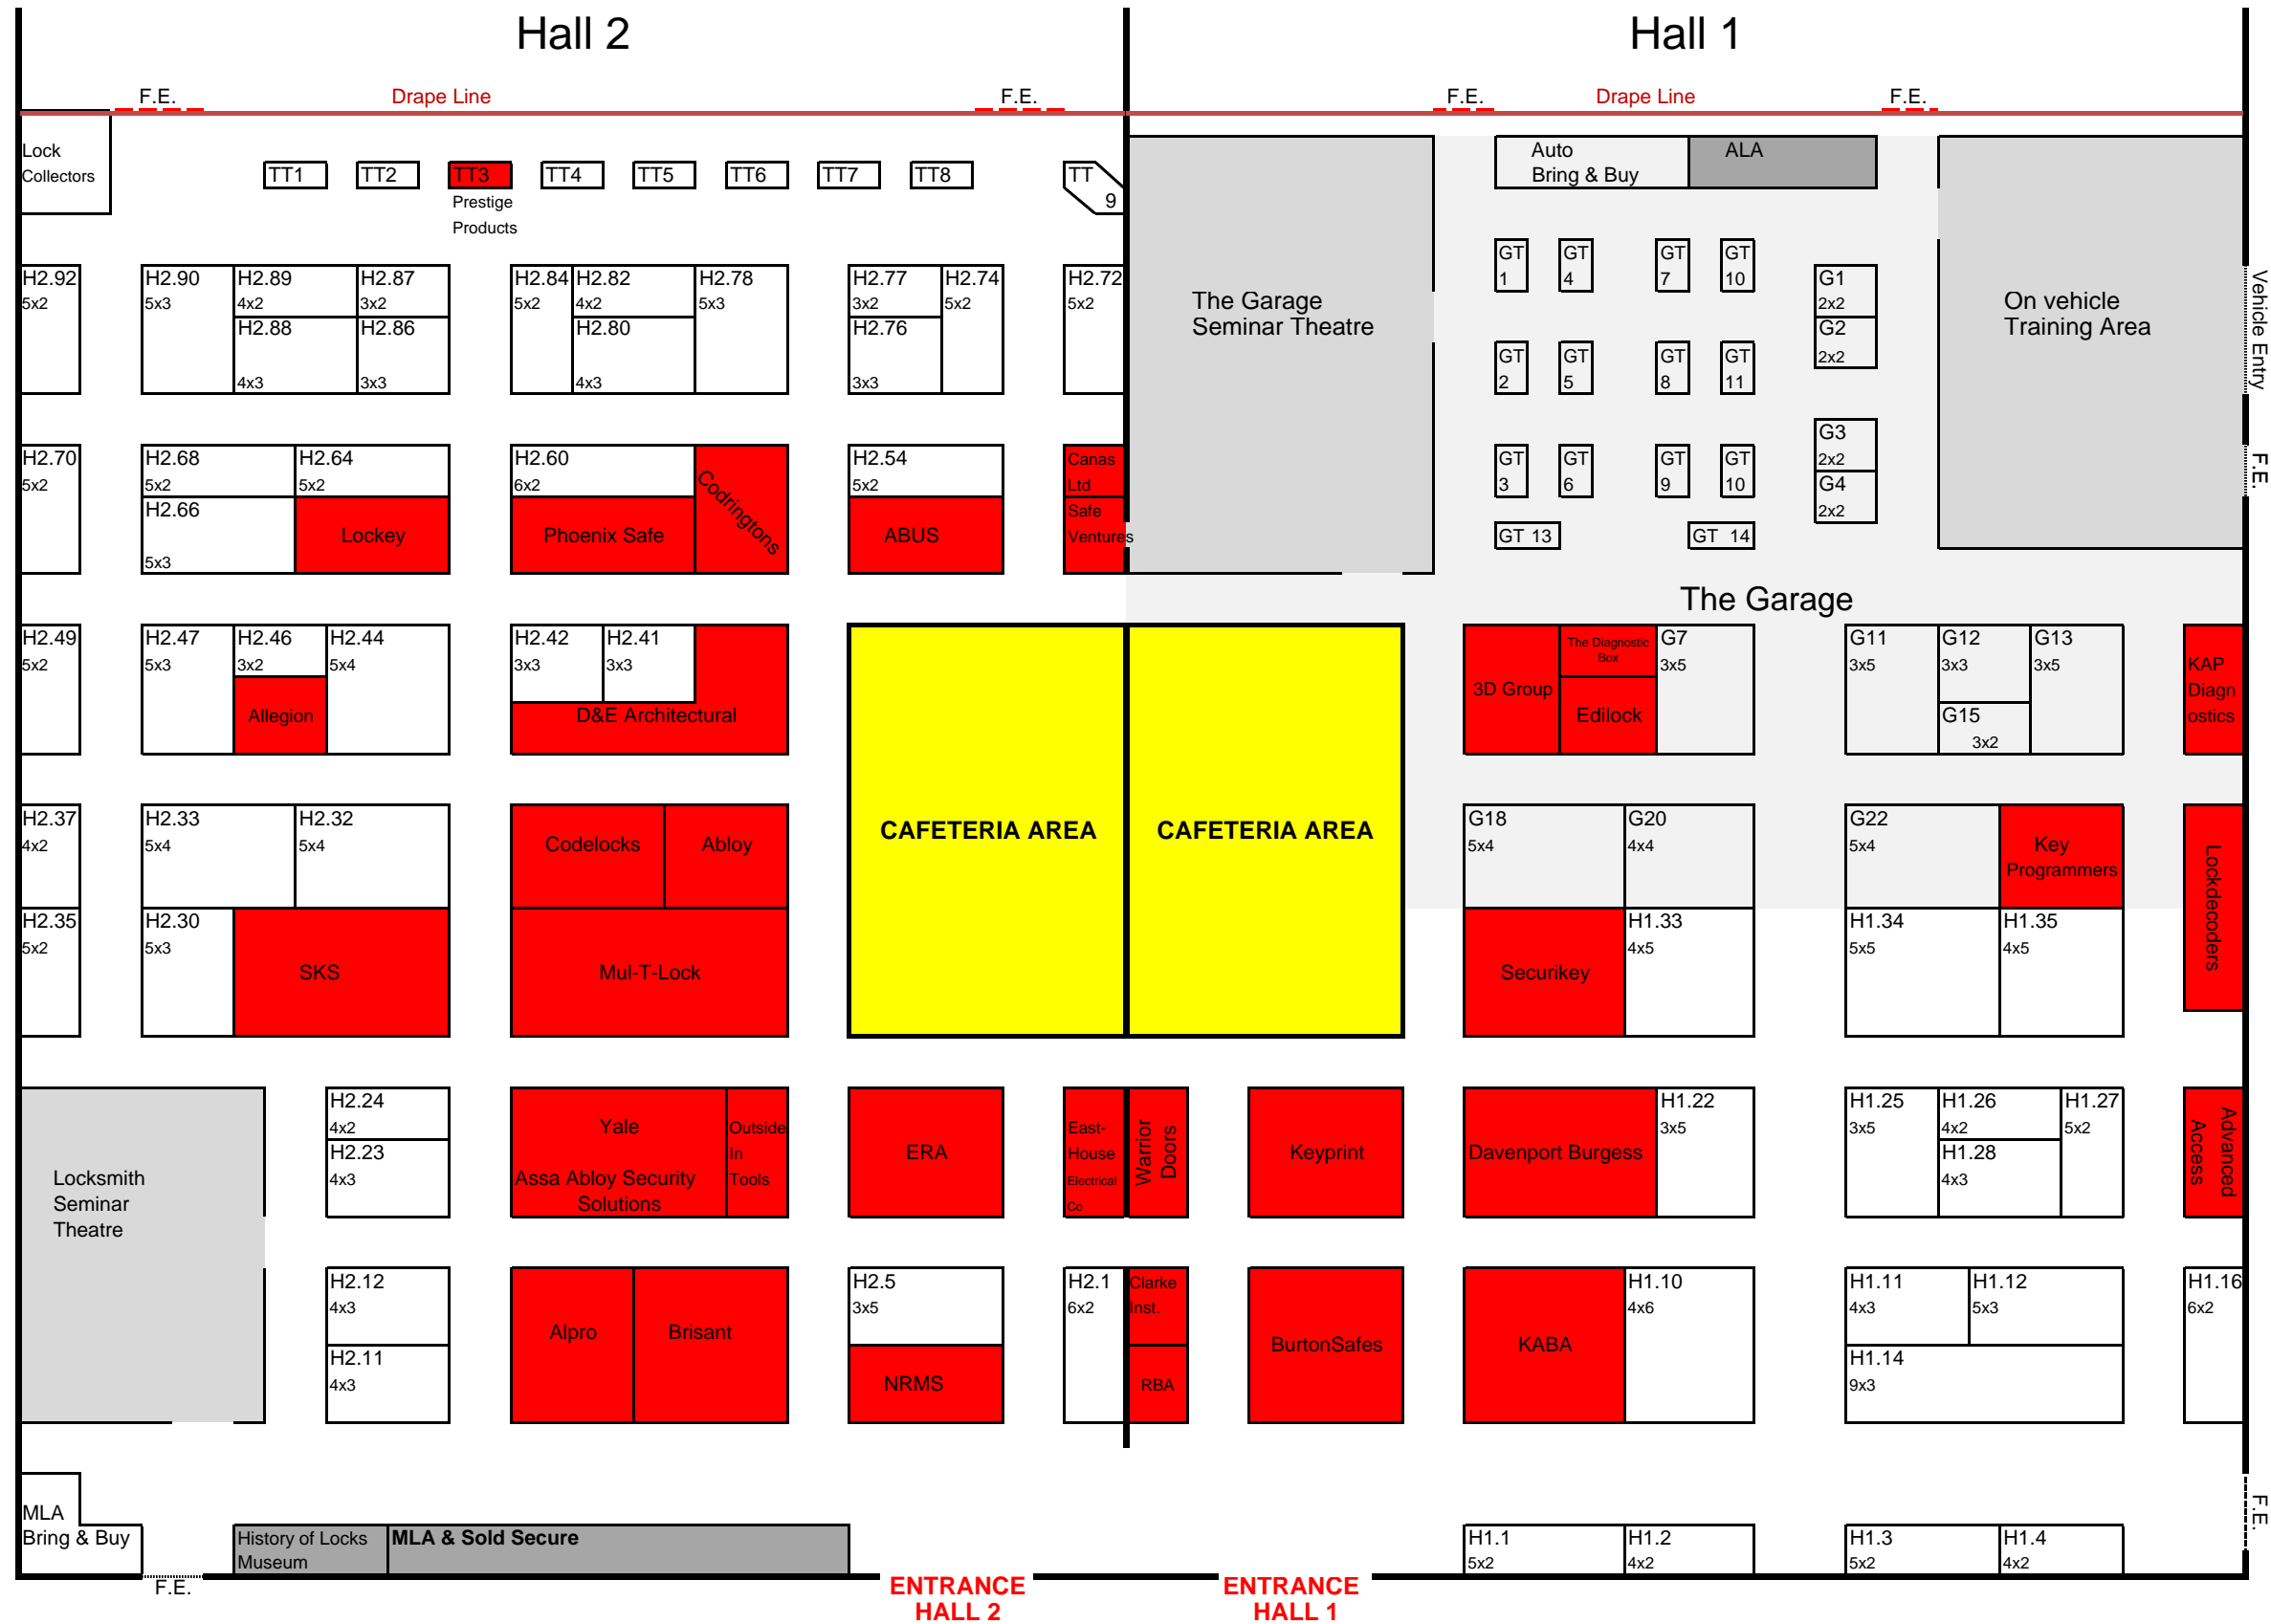 Hall 2
Hall 1
F.E.
Drape Line
F.E.
F.E.
Drape Line
F.E.
Lock
Collectors
TT1
TT2
TT3
TT4
TT5
TT6
TT7
TT8
TT
9
Prestige
Products
Auto
Bring & Buy
ALA
H2.92
5x2
H2.90
5x3
H2.89
4x2
H2.87
3x2
H2.88
4x3
H2.86
3x3
H2.84
5x2
H2.82
4x2
H2.80
4x3
H2.78
5x3
H2.77
3x2
H2.76
3x3
H2.74
5x2
H2.72
5x2
The Garage
Seminar Theatre
GT
1
GT
4
GT
7
GT
10
G1
2x2
G2
2x2
GT
2
GT
5
GT
8
GT
11
On vehicle
Training Area
Vehicle Entry
H2.70
5x2
H2.68
5x2
H2.64
5x2
H2.66
5x3
Lockey
H2.60
6x2
Phoenix Safe
Codringtons
H2.54
5x2
ABUS
Canas
Ltd
Safe
Ventures
GT
3
GT
6
GT
9
GT
10
G3
2x2
G4
2x2
GT 13
GT 14
F.E.
The Garage
H2.49
5x2
H2.47
5x3
H2.46
3x2
H2.44
5x4
Allegion
H2.42
3x3
H2.41
3x3
D&E Architectural
3D Group
The Diagnostic
Box
Edilock
G7
3x5
G11
3x5
G12
3x3
G13
3x5
G15
3x2
KAP
Diagn
ostics
CAFETERIA AREA
CAFETERIA AREA
H2.37
4x2
H2.33
5x4
H2.32
5x4
Codelocks
Abloy
G18
5x4
G20
4x4
G22
5x4
Key
Programmers
Lockdecoders
H2.35
5x2
H2.30
5x3
SKS
Mul-T-Lock
Securikey
H1.33
4x5
H1.34
5x5
H1.35
4x5
Locksmith
Seminar
Theatre
H2.24
4x2
H2.23
4x3
Yale
Assa Abloy Security
Solutions
Outside
In
Tools
ERA
East-
House
Electrical
Co
Warrior
Doors
Keyprint
Davenport Burgess
H1.22
3x5
H1.25
3x5
H1.26
4x2
H1.28
4x3
H1.27
5x2
Advanced
Access
H2.12
4x3
H2.11
4x3
Alpro
Brisant
H2.5
3x5
NRMS
H2.1
6x2
Clarke
Inst.
RBA
BurtonSafes
KABA
H1.10
4x6
H1.11
4x3
H1.12
5x3
H1.14
9x3
H1.16
6x2
MLA
Bring & Buy
F.E.
History of Locks
Museum
MLA & Sold Secure
ENTRANCE
HALL 2
ENTRANCE
HALL 1
H1.1
5x2
H1.2
4x2
H1.3
5x2
H1.4
4x2
F.E.